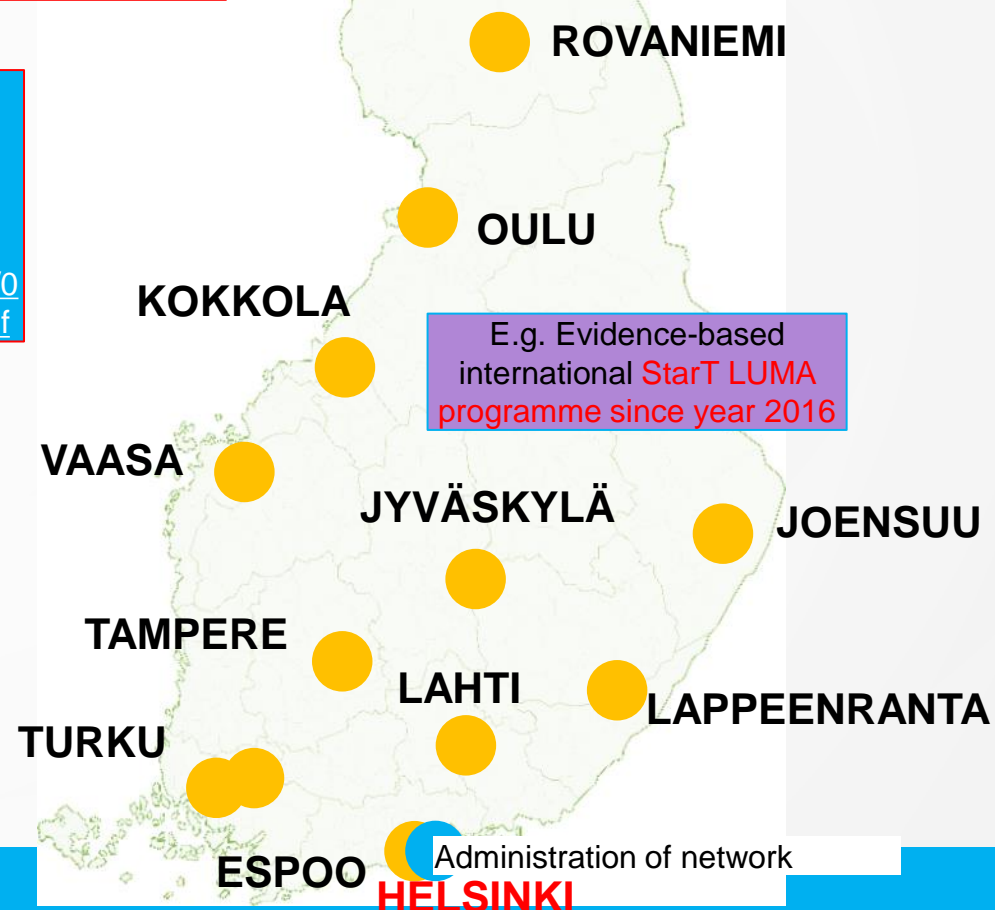 ROVANIEMI
OULU
/0
f
KOKKOLA
E.g. Evidence-based
international StarT LUMA
programme since year 2016
VAASA
JYVÄSKYLÄ
JOENSUU
TAMPERE
LAHTI
LAPPEENRANTA
TURKU
Administration of network
ESPOO
HELSINKI